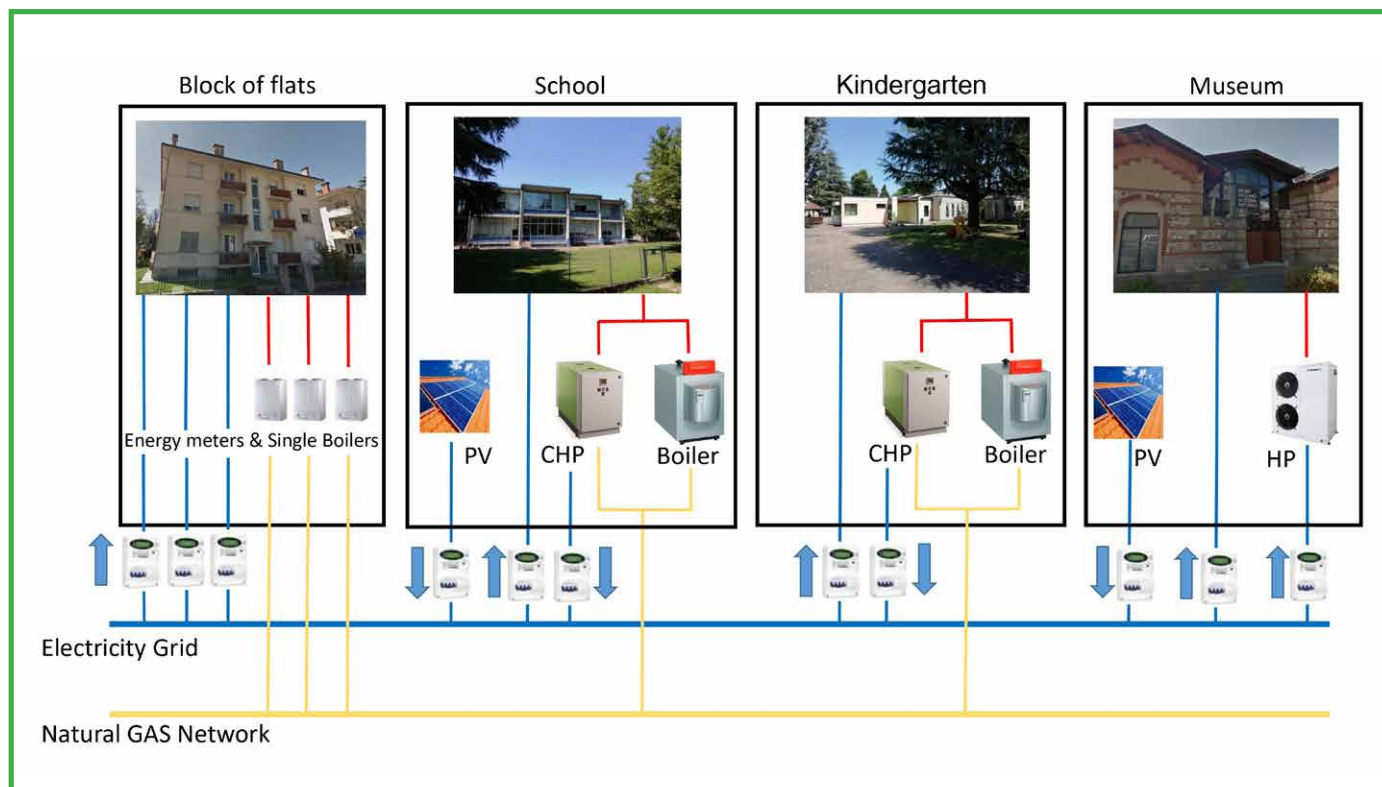 Block of flats
School
Kindergarten
Museum
Energy meters & Single Boilers
PV
CHP
Boiler
CHP
Boiler
PV
HP
Electricity Grid
Natural GAS Network